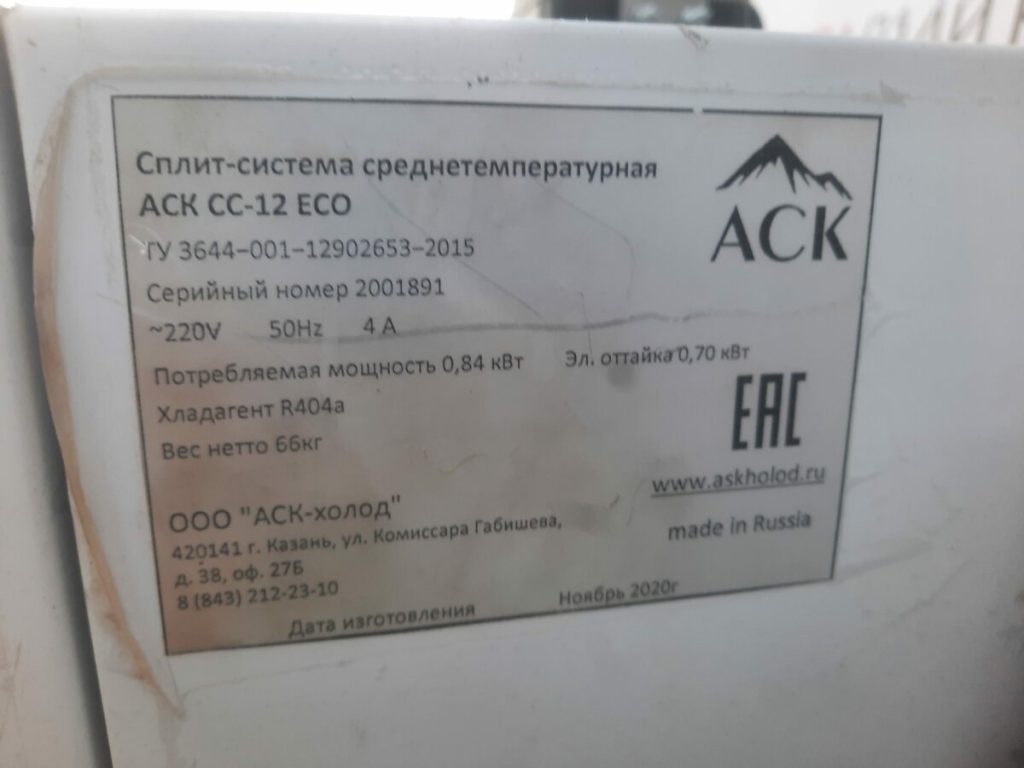 Сплит-система среднетемпературная
АСК СС-12 ECO
АСК
ТУ 3644-001-12902653-2015
Серийный номер 2001891
~220V 50Hz 4 A
Потребляемая мощность 0,84 кВт Эл. оттайка 0,70 кВт
Хладагент R404a
EAC
Вес нетто 66кг
www.askholod.ru
ООО "АСК-холод"
made in Russia
420141 г. Казань, ул. Комиссара Габишева,
д. 38, оф. 27Б
8 (843) 212-23-10
Дата изготовления Ноябрь 2020г